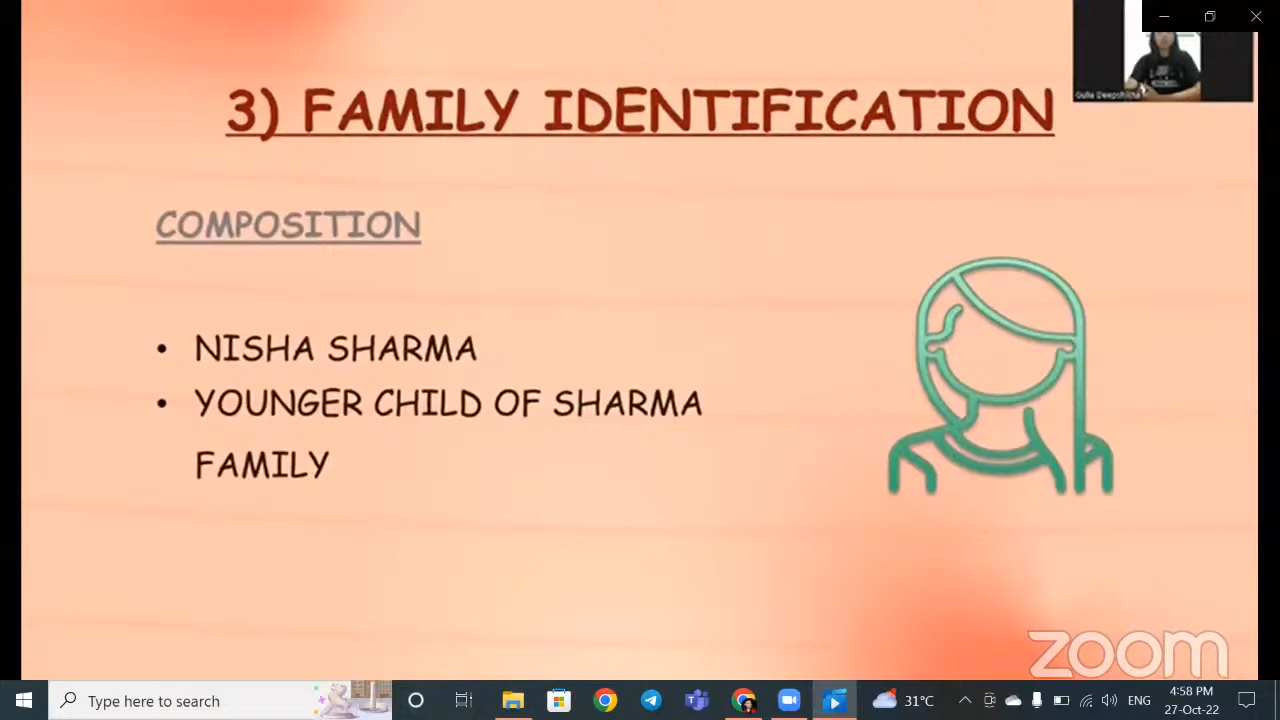 3) FAMILY IDENTIFICATION
COMPOSITION
• NISHA SHARMA
• YOUNGER CHILD OF SHARMA
FAMILY
zoom
Type here to search
31°C
ENG
4:58 PM
27-Oct-22